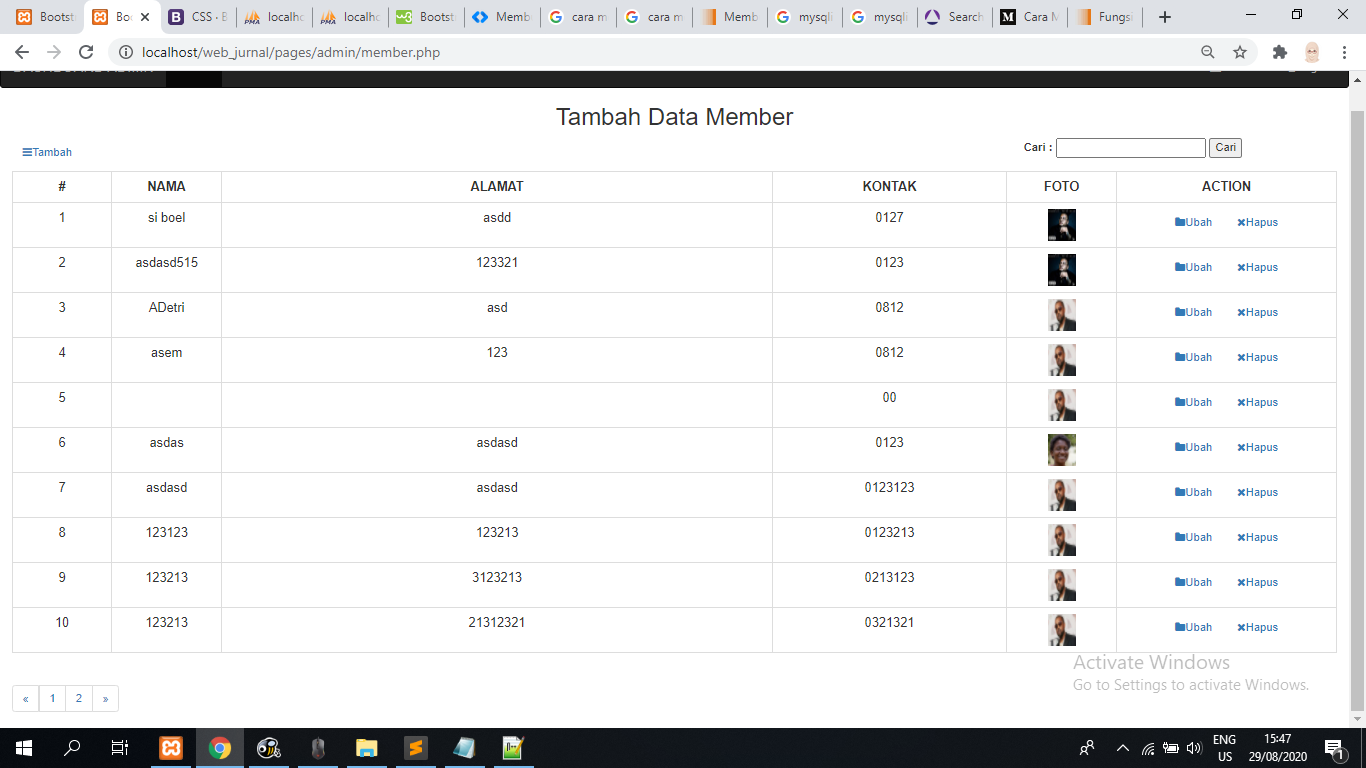 Bootst
Boo
CSS · B
localho
localho
Bootst
Memb
cara m
cara m
Memb
mysqli
mysqli
Search
Cara M
Fungsi
localhost/web_jurnal/pages/admin/member.php
Tambah Data Member
Tambah
Cari : Cari
# NAMA ALAMAT KONTAK FOTO ACTION
1 si boel asdd 0127 Ubah Hapus
2 asdasd515 123321 0123 Ubah Hapus
3 ADetri asd 0812 Ubah Hapus
4 asem 123 0812 Ubah Hapus
5 00 Ubah Hapus
6 asdas asdasd 0123 Ubah Hapus
7 asdasd asdasd 0123123 Ubah Hapus
8 123123 123213 0123213 Ubah Hapus
9 123213 3123213 0213123 Ubah Hapus
10 123213 21312321 0321321 Ubah Hapus
Activate Windows
Go to Settings to activate Windows.
« 1 2 »
ENG
US
15:47
29/08/2020
1